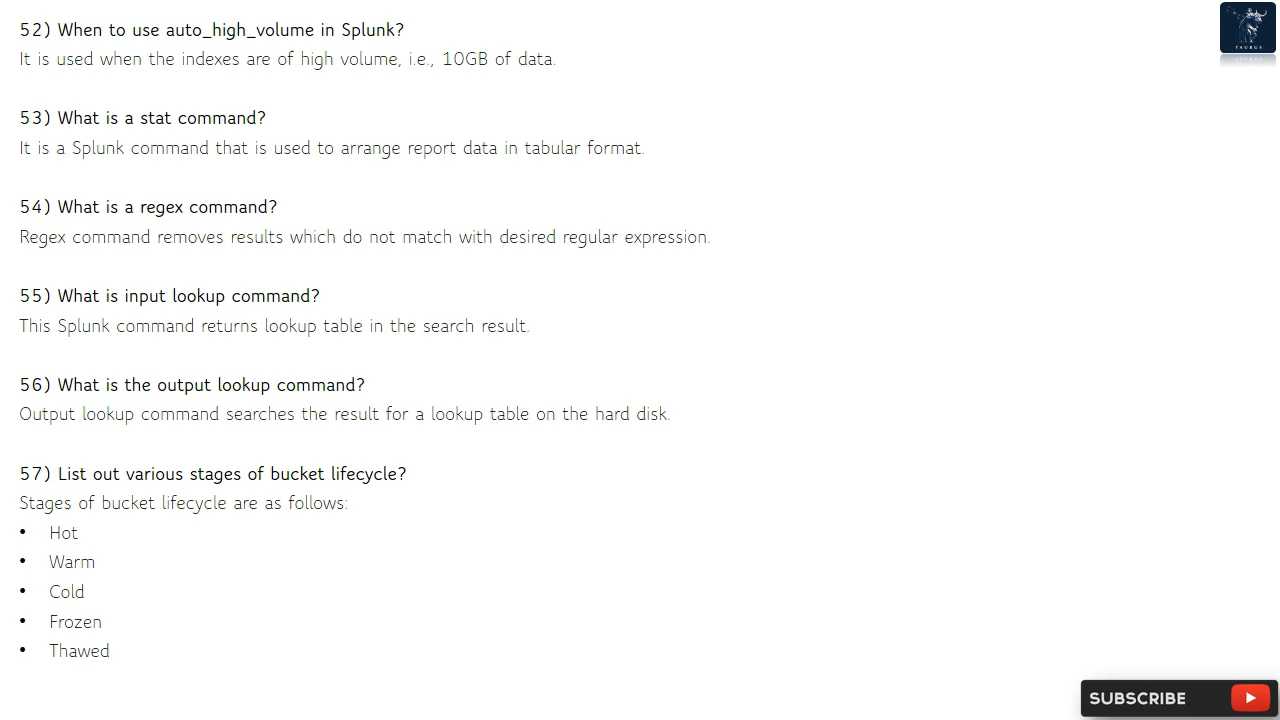 52) When to use auto_high_volume in Splunk?
It is used when the indexes are of high volume, i.e., 10GB of data.
53) What is a stat command?
It is a Splunk command that is used to arrange report data in tabular format.
54) What is a regex command?
Regex command removes results which do not match with desired regular expression.
55) What is input lookup command?
This Splunk command returns lookup table in the search result.
56) What is the output lookup command?
Output lookup command searches the result for a lookup table on the hard disk.
57) List out various stages of bucket lifecycle?
Stages of bucket lifecycle are as follows:
• Hot
• Warm
• Cold
• Frozen
• Thawed
TAURUS
SUBSCRIBE